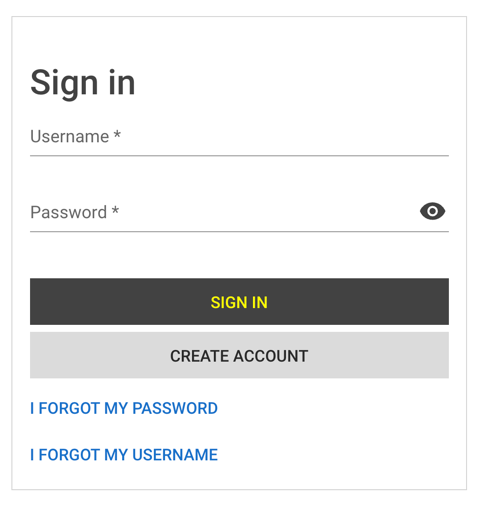 Sign in
Username *
Password *
SIGN IN
CREATE ACCOUNT
I FORGOT MY PASSWORD
I FORGOT MY USERNAME